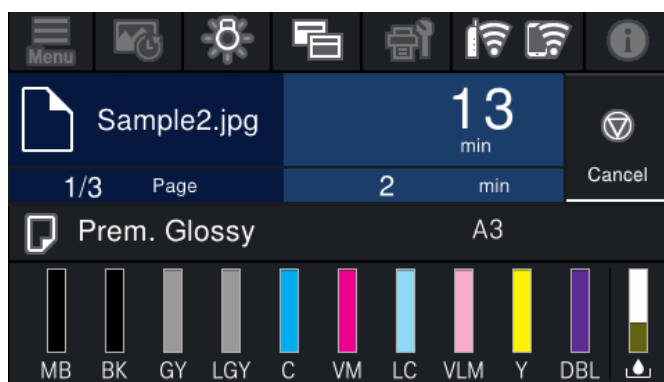 Menu
Sample2.jpg
13
min
Cancel
1/3 Page
2 min
Prem. Glossy A3
MB BK GY LGY C VM LC VLM Y DBL